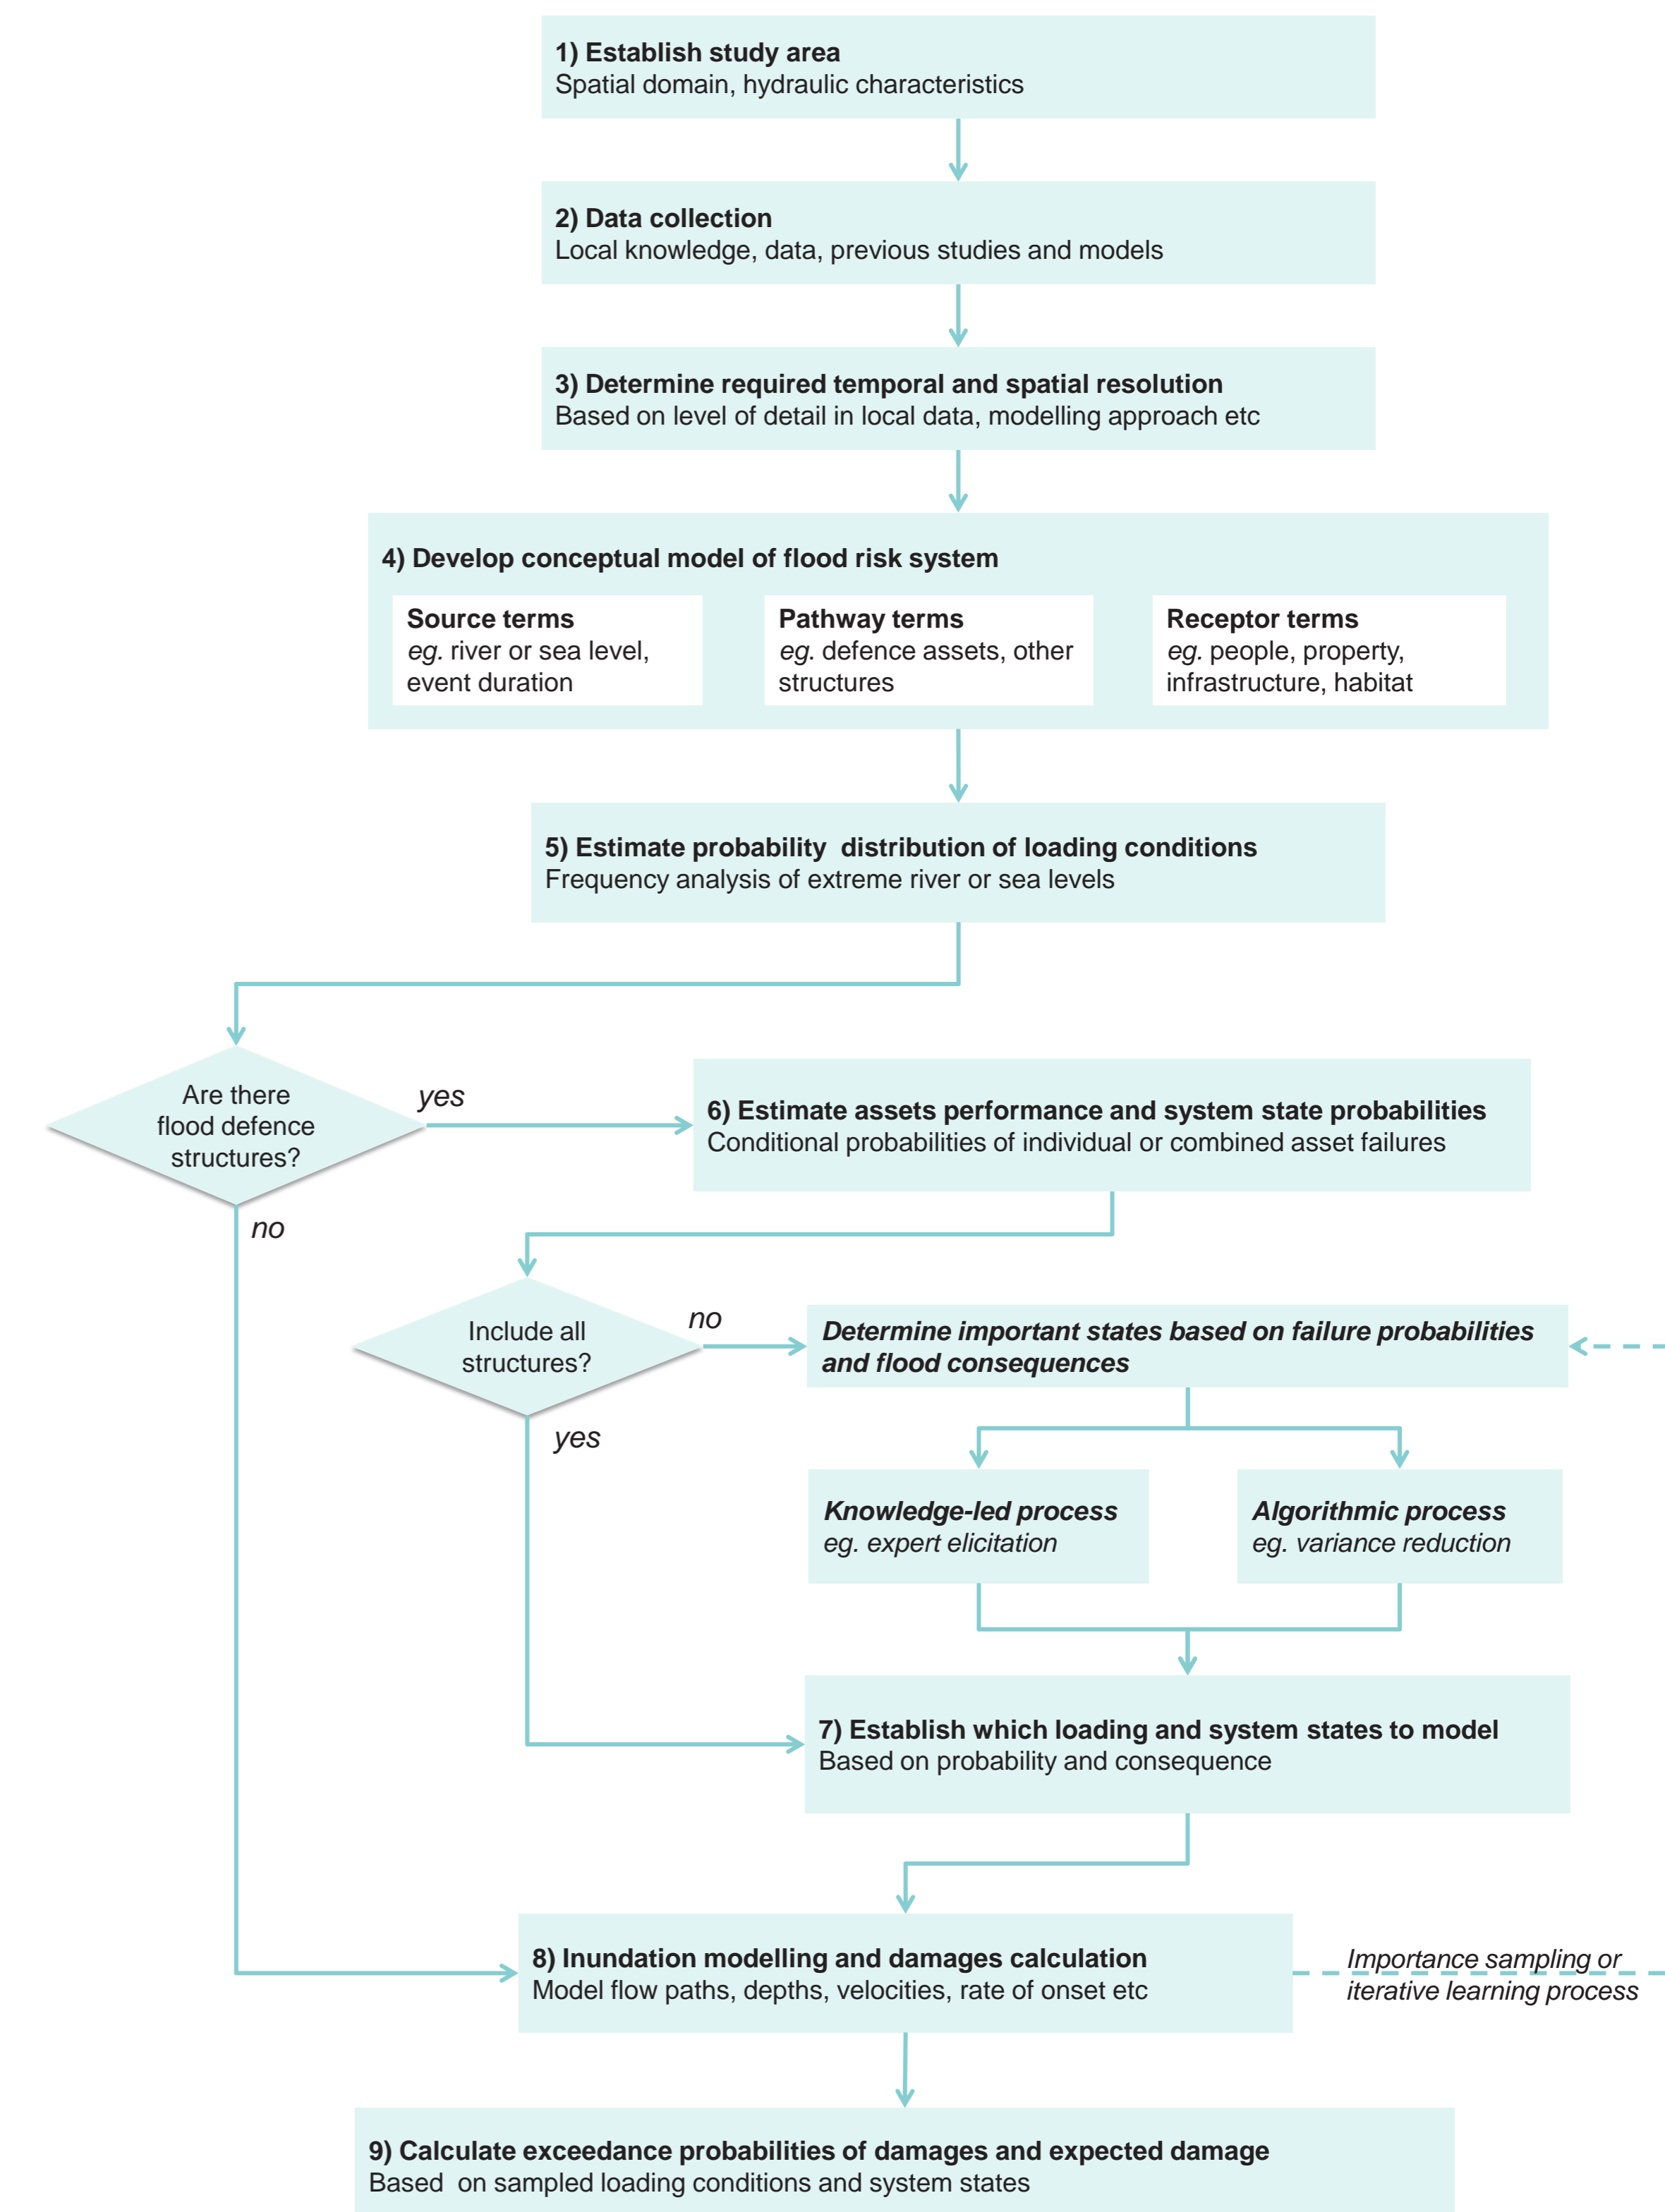 1) Establish study area
Spatial domain, hydraulic characteristics
2) Data collection
Local knowledge, data, previous studies and models
3) Determine required temporal and spatial resolution
Based on level of detail in local data, modelling approach etc
4) Develop conceptual model of flood risk system
Source terms
eg. river or sea level,
event duration
Pathway terms
eg. defence assets, other
structures
Receptor terms
eg. people, property,
infrastructure, habitat
5) Estimate probability  distribution of loading conditions
Frequency analysis of extreme river or sea levels
Are there
flood defence
structures?
yes
no
6) Estimate assets performance and system state probabilities
Conditional probabilities of individual or combined asset failures
Include all
structures?
no
yes
Determine important states based on failure probabilities
and flood consequences
Knowledge-led process
eg. expert elicitation
Algorithmic process
eg. variance reduction
7) Establish which loading and system states to model
Based on probability and consequence
8) Inundation modelling and damages calculation
Model flow paths, depths, velocities, rate of onset etc
Importance sampling or
iterative learning process
9) Calculate exceedance probabilities of damages and expected damage
Based  on sampled loading conditions and system states